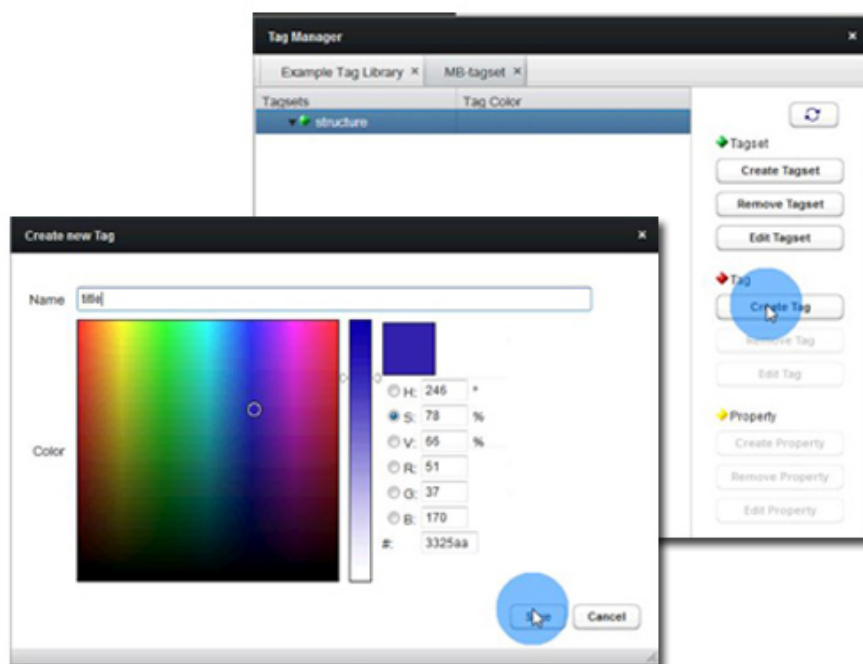 Tag Manager
Example Tag Library
MB-tagset
Tagsets Tag Color
structure
Tagset
Create Tagset
Remove Tagset
Edit Tagset
Tag
Create Tag
Remove Tag
Edit Tag
Property
Create Property
Remove Property
Edit Property
Create new Tag
Name title
Color
H: 246 °
S: 78 %
V: 66 %
R: 51
G: 37
B: 170
#: 3325aa
Save Cancel